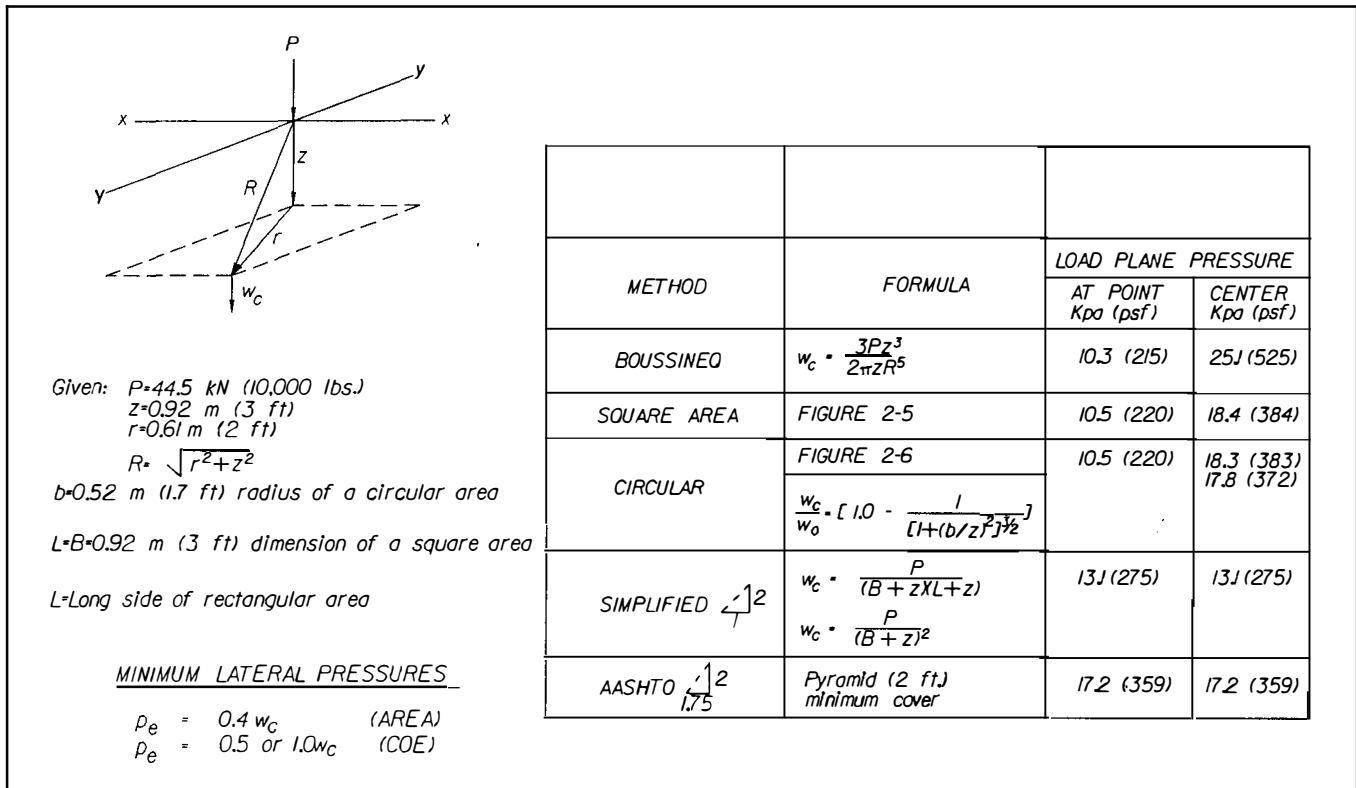 P
y
x
x
z
R
y
r
w_c
Given: P=44.5 kN (10,000 lbs.)
z=0.92 m (3 ft)
r=0.61 m (2 ft)
R= √r²+z²
b=0.52 m (1.7 ft) radius of a circular area
L=B=0.92 m (3 ft) dimension of a square area
L=Long side of rectangular area
MINIMUM LATERAL PRESSURES
p_e = 0.4 w_c (AREA)
p_e = 0.5 or 1.0w_c (COE)
METHOD
FORMULA
LOAD PLANE PRESSURE
AT POINT
Kpa (psf)
CENTER
Kpa (psf)
BOUSSINEQ
w_c = 3Pz³ / 2πzR⁵
10.3 (215)
25.1 (525)
SQUARE AREA
FIGURE 2-5
10.5 (220)
18.4 (384)
CIRCULAR
FIGURE 2-6
10.5 (220)
18.3 (383)
17.8 (372)
w_c / w_o = [ 1.0 - 1 / [1+(b/z)²]^3/2 ]
SIMPLIFIED 2
1
w_c = P / (B + z)(L + z)
w_c = P / (B + z)²
13.1 (275)
13.1 (275)
AASHTO 2
1.75
Pyramid (2 ft.)
minimum cover
17.2 (359)
17.2 (359)